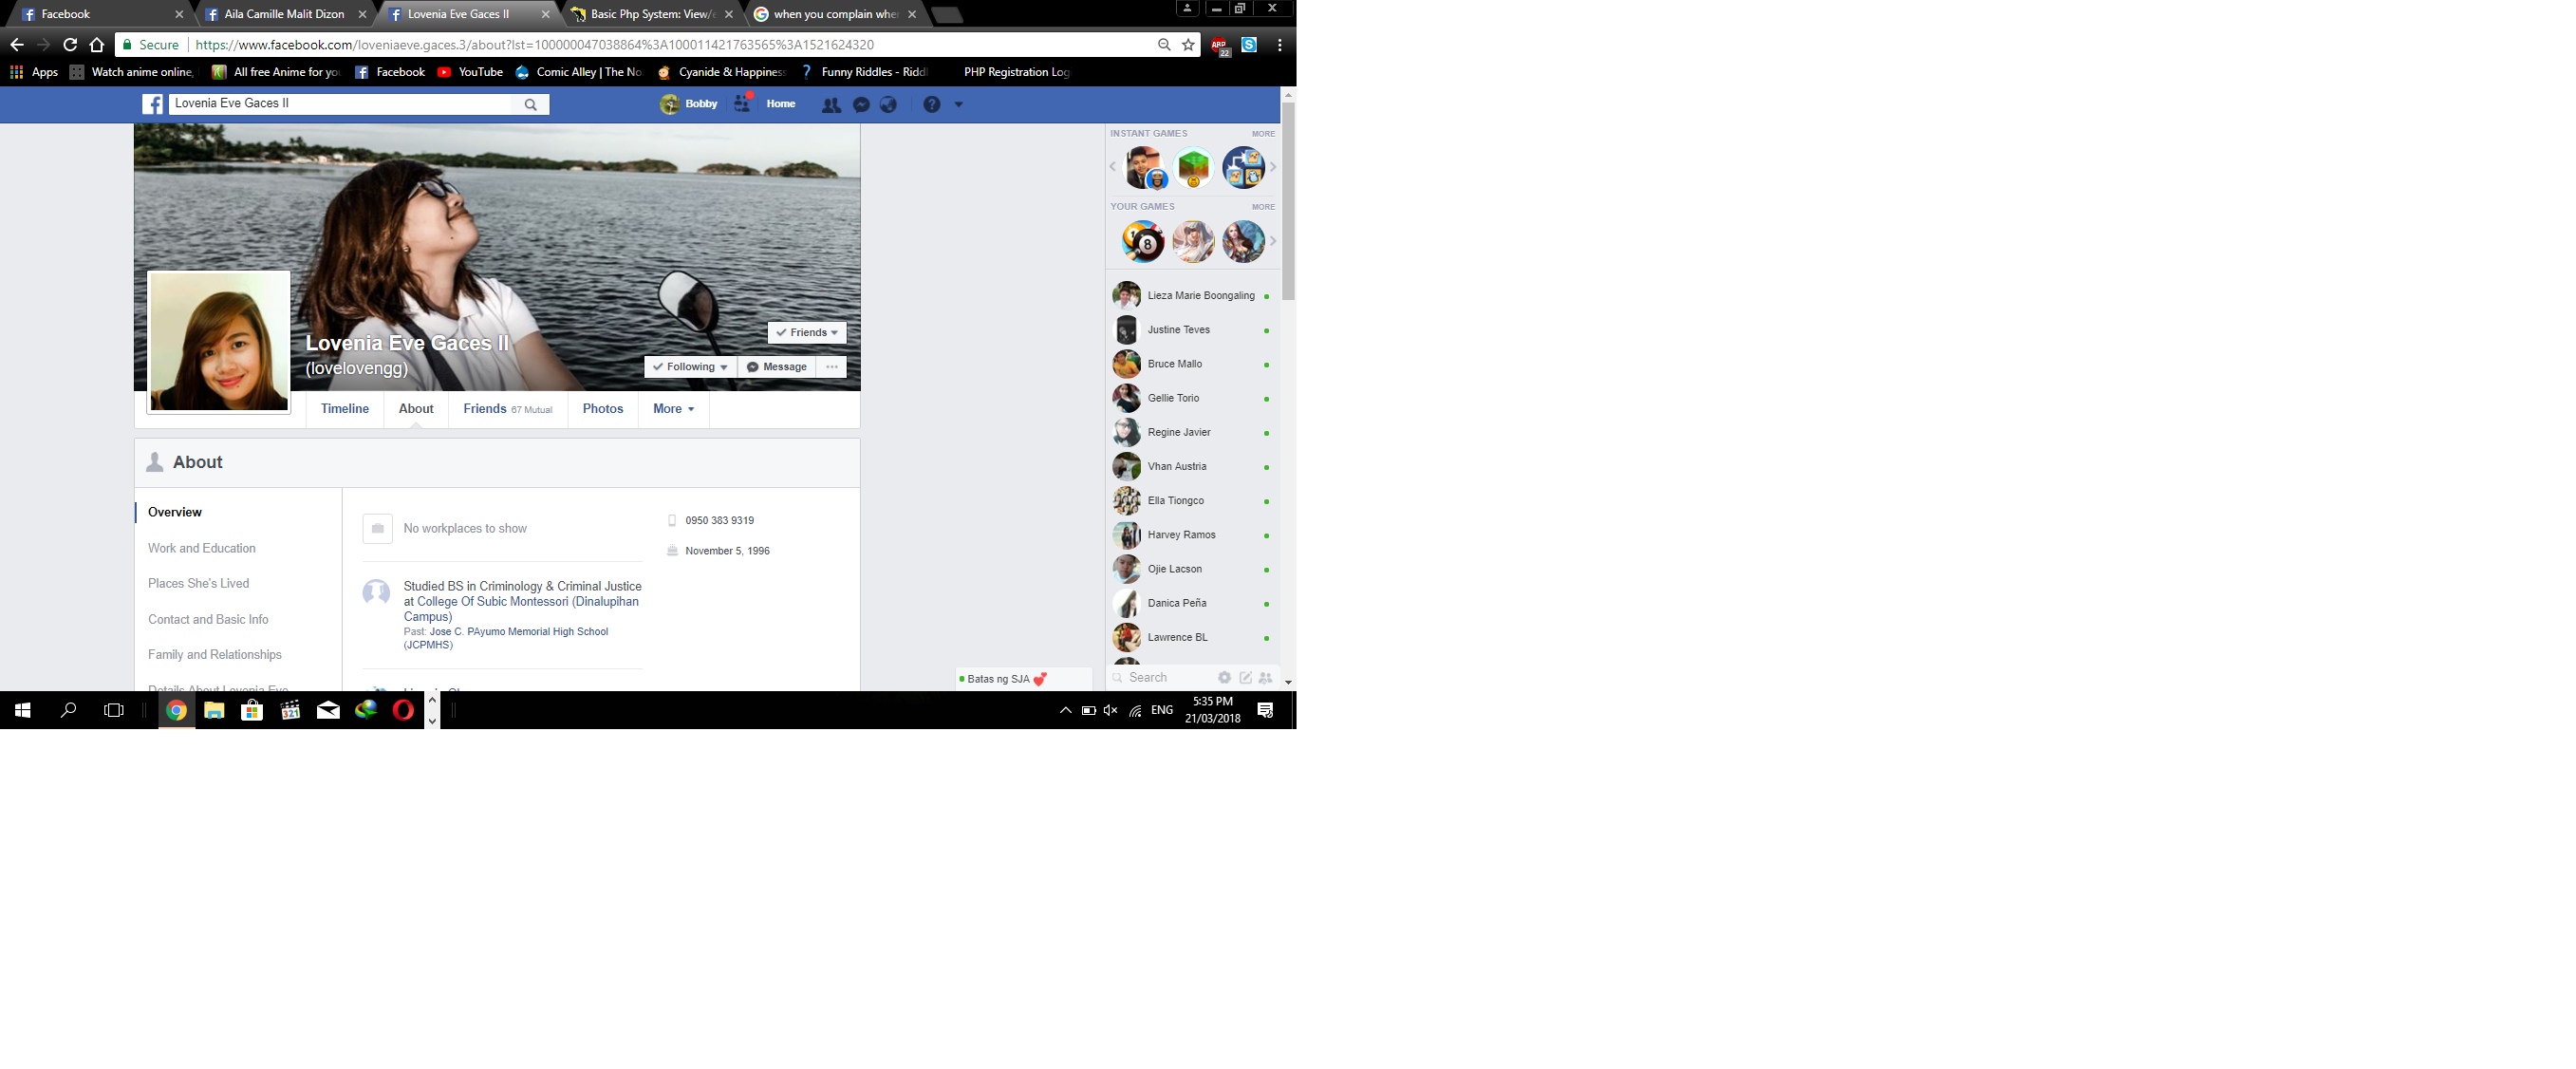 Facebook
Aila Camille Malit Dizon
Lovenia Eve Gaces II
Basic Php System: View/
when you complain whe
Secure
https://www.facebook.com/loveniaeve.gaces.3/about?lst=100000047038864%3A100011421763565%3A1521624320
ABP
22
Apps
Watch anime online,
All free Anime for yo
Facebook
YouTube
Comic Alley | The No
Cyanide & Happines
Funny Riddles - Riddl
PHP Registration Log
Lovenia Eve Gaces II
Bobby
Home
INSTANT GAMES
MORE
YOUR GAMES
MORE
8
Lovenia Eve Gaces II
(lovelovengg)
Friends
Following
Message
Timeline
About
Friends 67 Mutual
Photos
More
About
Overview
Work and Education
Places She's Lived
Contact and Basic Info
Family and Relationships
Details About Lovenia Eve
No workplaces to show
Studied BS in Criminology & Criminal Justice
at College Of Subic Montessori (Dinalupihan
Campus)
Past: Jose C. PAyumo Memorial High School
(JCPMHS)
0950 383 9319
November 5, 1996
Lieza Marie Boongaling
Justine Teves
Bruce Mallo
Gellie Torio
Regine Javier
Vhan Austria
Ella Tiongco
Harvey Ramos
Ojie Lacson
Danica Peña
Lawrence BL
Batas ng SJA 💕
Search
321
ENG
5:35 PM
21/03/2018